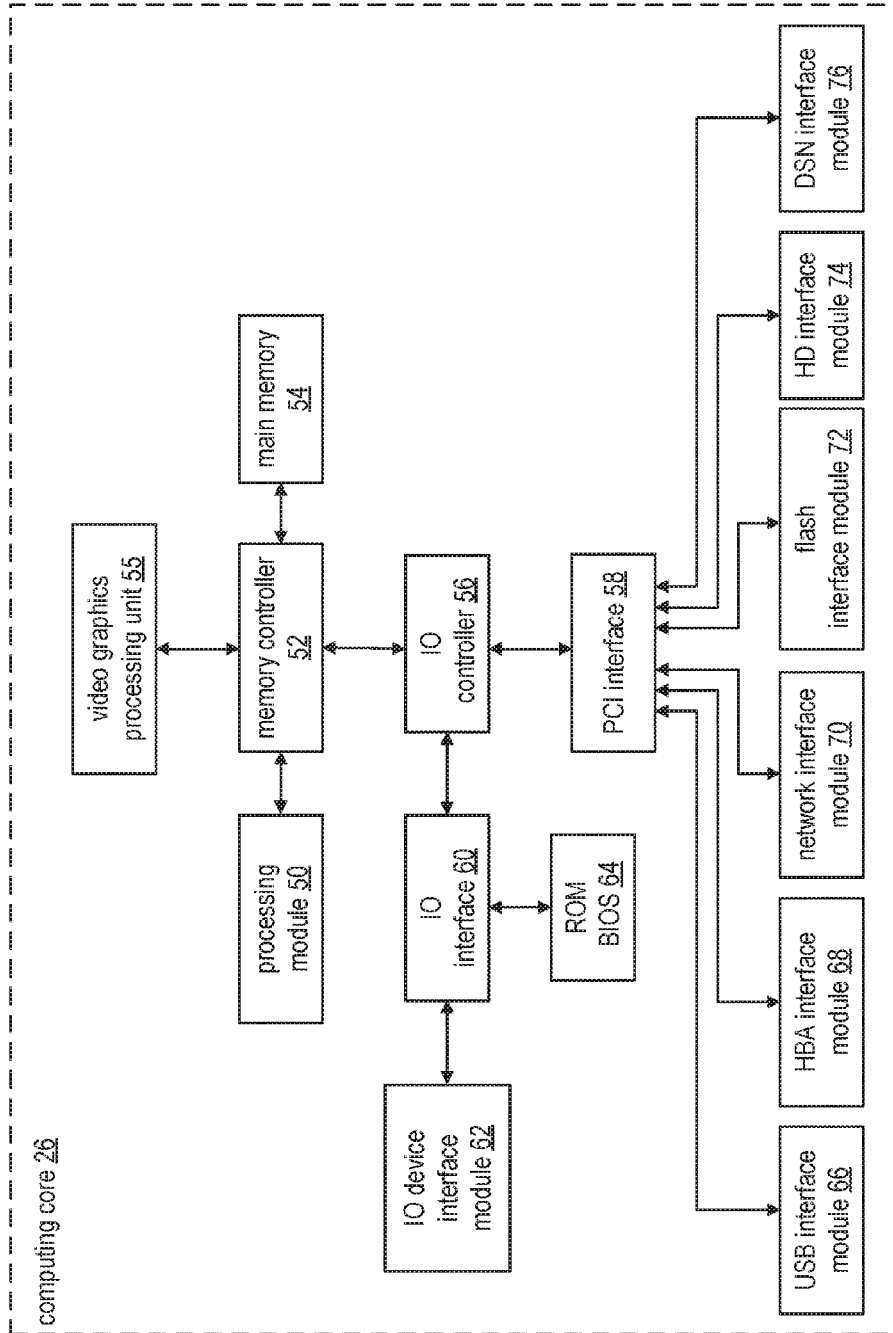 computing core 26
video graphics
processing unit 55
processing
module 50
memory controller
52
main memory
54
IO device
interface
module 62
IO
interface 60
IO
controller 56
ROM
BIOS 64
PCI interface 58
USB interface
module 66
HBA interface
module 68
network interface
module 70
flash
interface module 72
HD interface
module 74
DSN interface
module 76